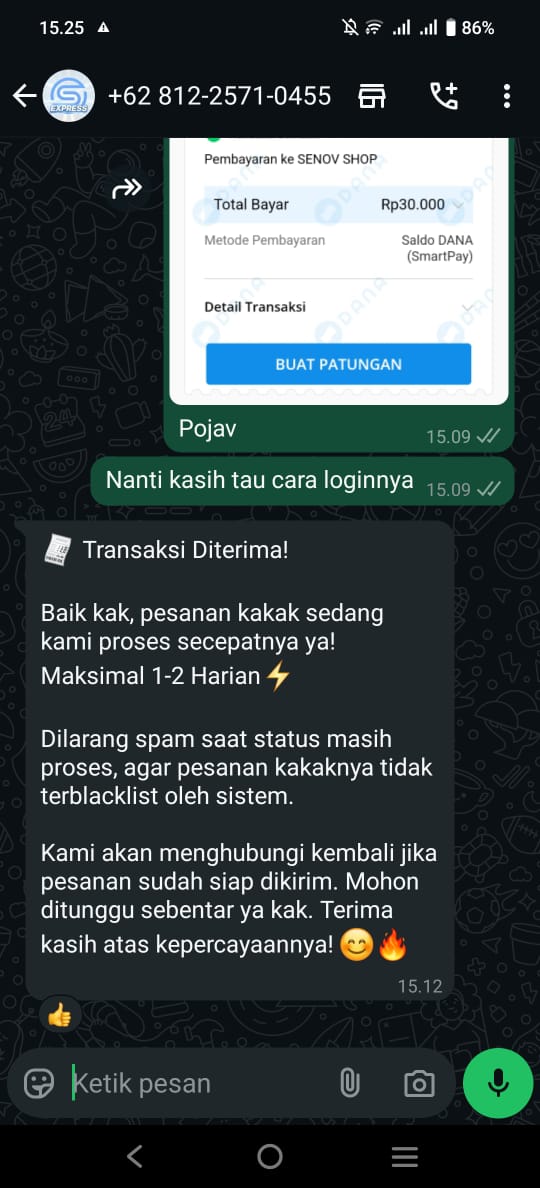 15.25
86%
EXPRESS
+62 812-2571-0455
Pembayaran ke SENOV SHOP
Total Bayar Rp30.000
Metode Pembayaran Saldo DANA
(SmartPay)
Detail Transaksi
BUAT PATUNGAN
Pojav
15.09
Nanti kasih tau cara loginnya
15.09
Transaksi Diterima!
Baik kak, pesanan kakak sedang
kami proses secepatnya ya!
Maksimal 1-2 Harian⚡
Dilarang spam saat status masih
proses, agar pesanan kakaknya tidak
terblacklist oleh sistem.
Kami akan menghubungi kembali jika
pesanan sudah siap dikirim. Mohon
ditunggu sebentar ya kak. Terima
kasih atas kepercayaannya! 😊🔥
15.12
👍
Ketik pesan